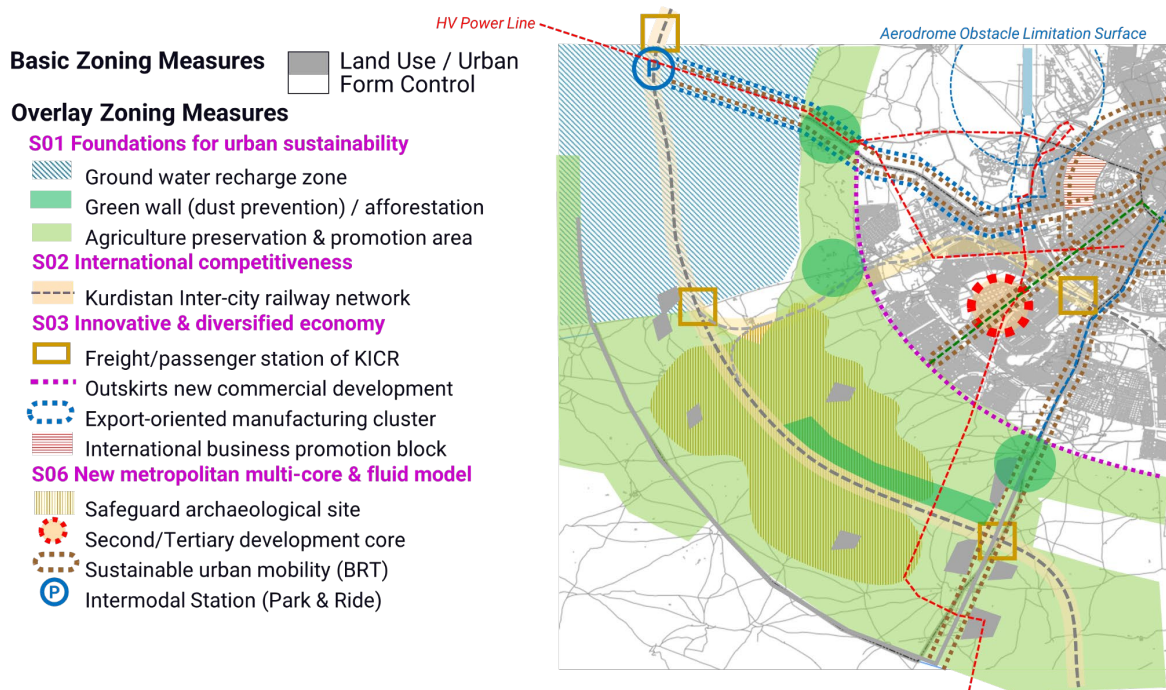 HV Power Line
Aerodrome Obstacle Limitation Surface
Basic Zoning Measures
Land Use / Urban
Form Control
Overlay Zoning Measures
S01 Foundations for urban sustainability
Ground water recharge zone
Green wall (dust prevention) / afforestation
Agriculture preservation & promotion area
S02 International competitiveness
Kurdistan Inter-city railway network
S03 Innovative & diversified economy
Freight/passenger station of KICR
Outskirts new commercial development
Export-oriented manufacturing cluster
International business promotion block
S06 New metropolitan multi-core & fluid model
Safeguard archaeological site
Second/Tertiary development core
Sustainable urban mobility (BRT)
P Intermodal Station (Park & Ride)
P